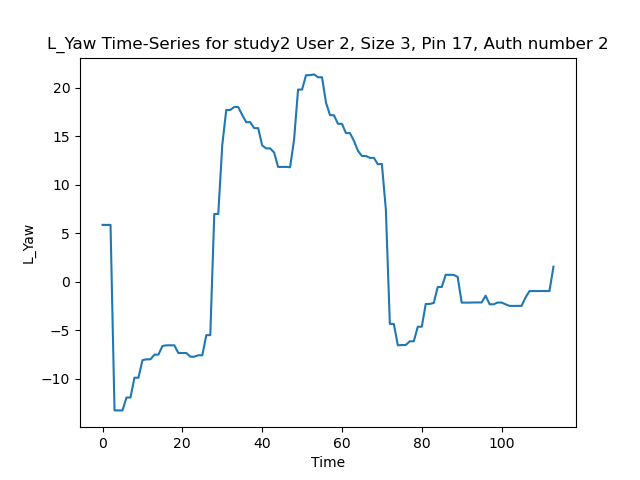 L_Yaw Time-Series for study2 User 2, Size 3, Pin 17, Auth number 2
20
15
10
5
0
−5
−10
L_Yaw
0 20 40 60 80 100
Time